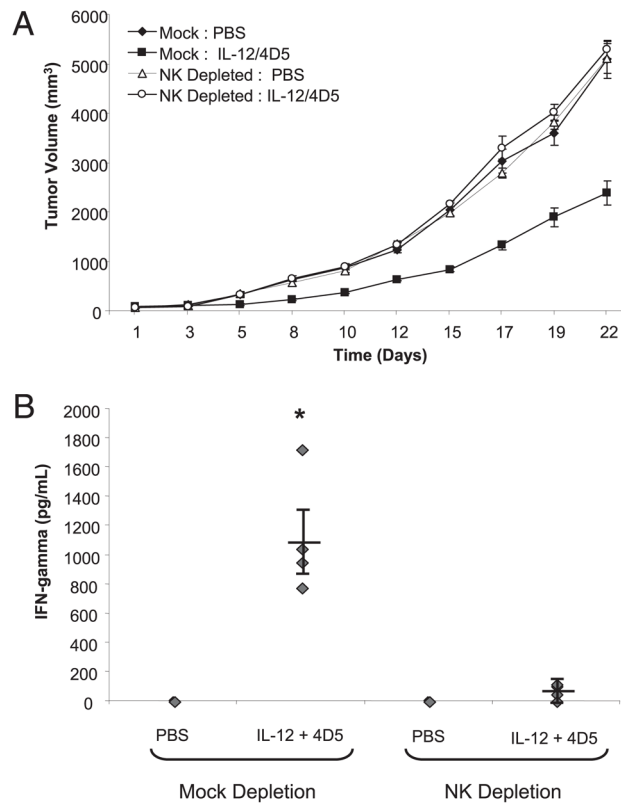 A
Mock : PBS
Mock : IL-12/4D5
NK Depleted : PBS
NK Depleted : IL-12/4D5
Tumor Volume (mm³)
6000
5000
4000
3000
2000
1000
0
1 3 5 8 10 12 15 17 19 22
Time (Days)
B
IFN-gamma (pg/mL)
2000
1800
1600
1400
1200
1000
800
600
400
200
0
*
PBS IL-12 + 4D5 PBS IL-12 + 4D5
Mock Depletion NK Depletion